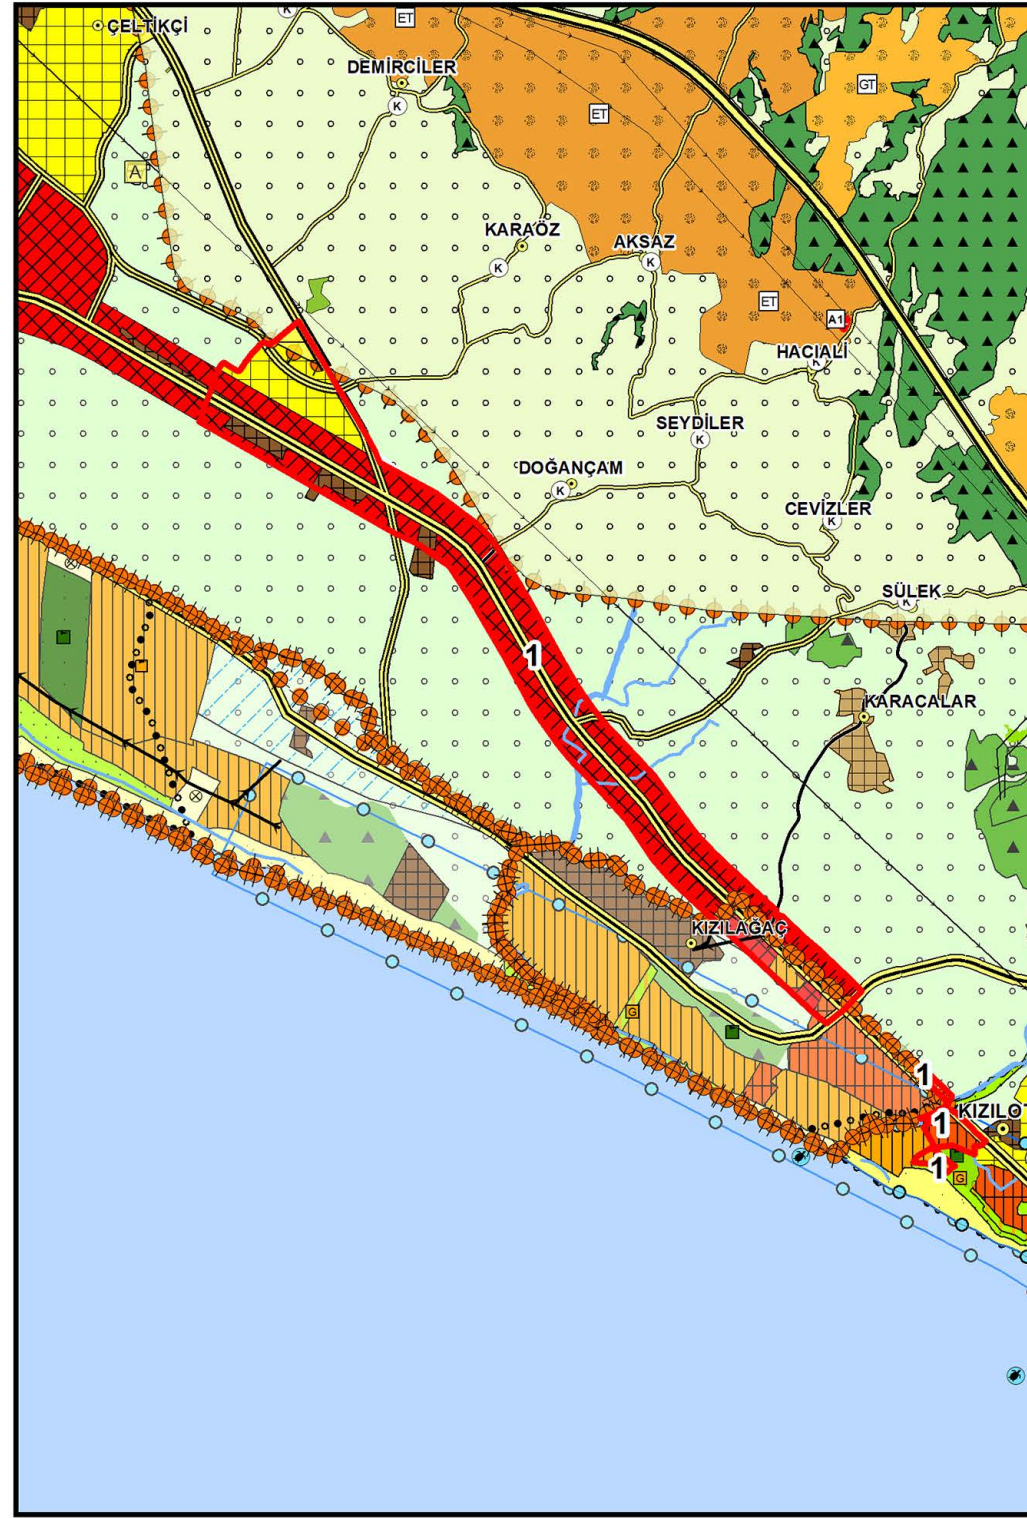 K
ET
ÇELTİKÇİ
DEMİRCİLER
GT
K
ET
A
KARAÖZ
AKSAZ
K
K
ET
A1
HACIALİ
K
SEYDİLER
K
DOĞANÇAM
K
CEVİZLER
K
SÜLEK
K
1
KARACALAR
KIZILAĞAÇ
G
1
KIZILOT
1
1
G